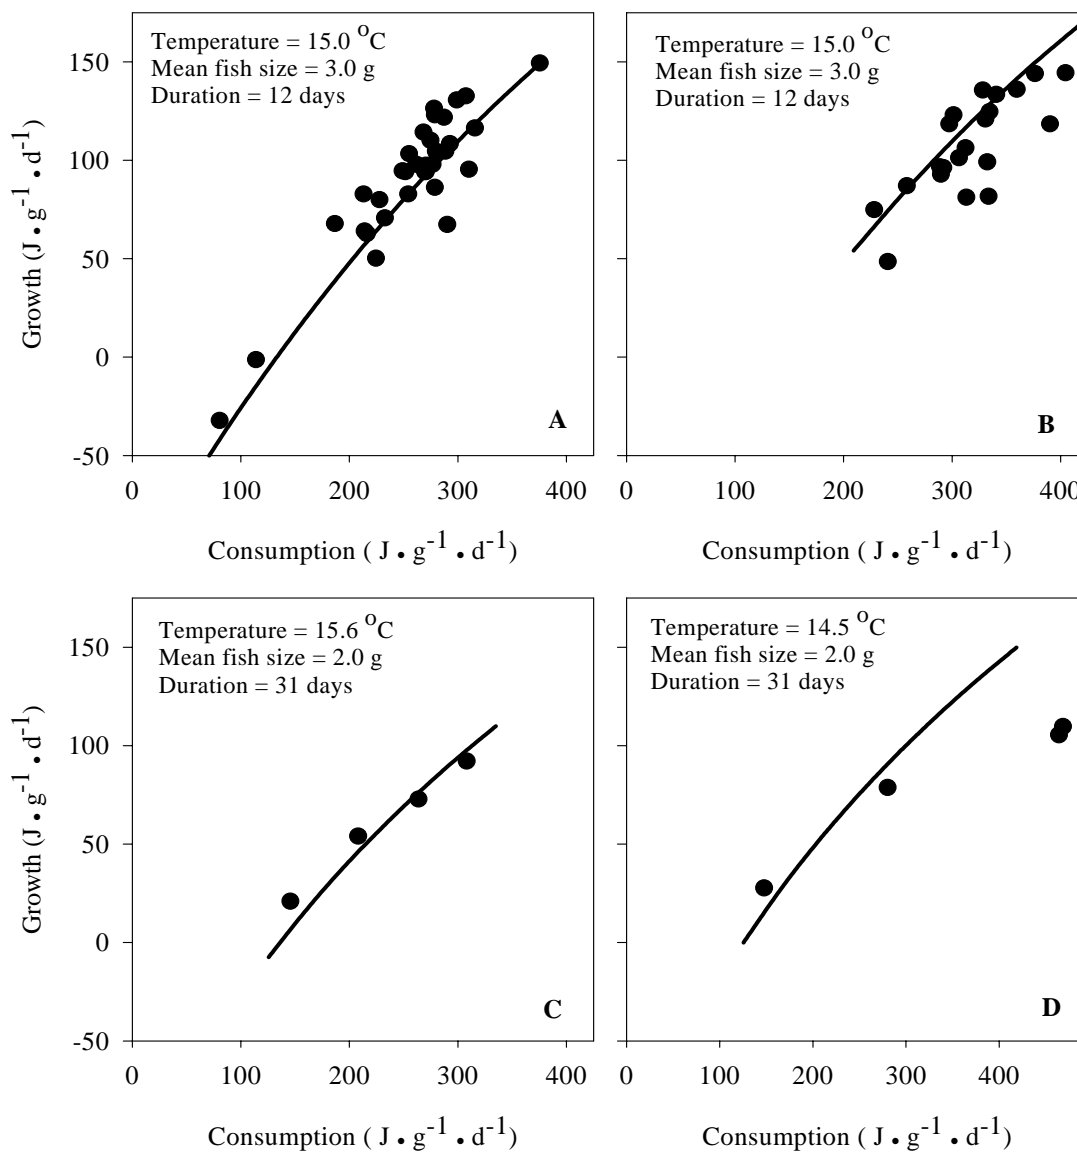 Temperature = 15.0 °C
Mean fish size = 3.0 g
Duration = 12 days
Growth (J • g⁻¹ • d⁻¹)
150
100
50
0
-50
A
0 100 200 300 400
Consumption ( J • g⁻¹ • d⁻¹)
Temperature = 15.0 °C
Mean fish size = 3.0 g
Duration = 12 days
B
0 100 200 300 400
Consumption ( J • g⁻¹ • d⁻¹)
Temperature = 15.6 °C
Mean fish size = 2.0 g
Duration = 31 days
Growth (J • g⁻¹ • d⁻¹)
150
100
50
0
-50
C
0 100 200 300 400
Consumption ( J • g⁻¹ • d⁻¹)
Temperature = 14.5 °C
Mean fish size = 2.0 g
Duration = 31 days
D
0 100 200 300 400
Consumption ( J • g⁻¹ • d⁻¹)